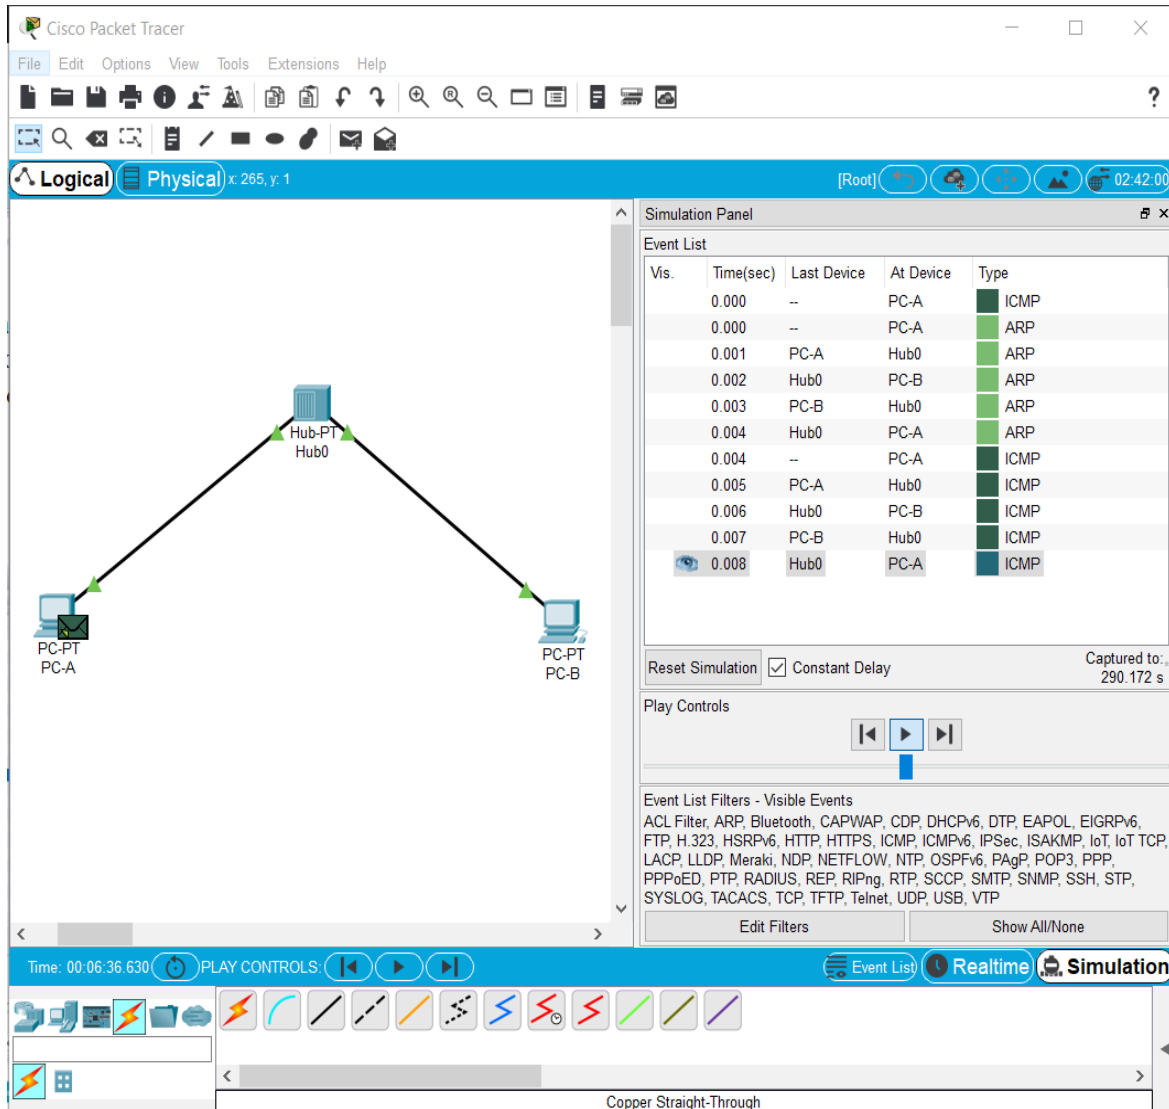 Cisco Packet Tracer
File Edit Options View Tools Extensions Help
?
Logical Physical x: 265, y: 1 [Root] 02:42:00
Hub-PT
Hub0
PC-PT
PC-A
PC-PT
PC-B
Simulation Panel
Event List
Vis. Time(sec) Last Device At Device Type
0.000 -- PC-A ICMP
0.000 -- PC-A ARP
0.001 PC-A Hub0 ARP
0.002 Hub0 PC-B ARP
0.003 PC-B Hub0 ARP
0.004 Hub0 PC-A ARP
0.004 -- PC-A ICMP
0.005 PC-A Hub0 ICMP
0.006 Hub0 PC-B ICMP
0.007 PC-B Hub0 ICMP
0.008 Hub0 PC-A ICMP
Reset Simulation Constant Delay Captured to:
290.172 s
Play Controls
Event List Filters - Visible Events
ACL Filter, ARP, Bluetooth, CAPWAP, CDP, DHCPv6, DTP, EAPOL, EIGRPv6,
FTP, H.323, HSRPv6, HTTP, HTTPS, ICMP, ICMPv6, IPSec, ISAKMP, IoT, IoT TCP,
LACP, LLDP, Meraki, NDP, NETFLOW, NTP, OSPFv6, PAgP, POP3, PPP,
PPPoED, PTP, RADIUS, REP, RIPng, RTP, SCCP, SMTP, SNMP, SSH, STP,
SYSLOG, TACACS, TCP, TFTP, Telnet, UDP, USB, VTP
Edit Filters Show All/None
Time: 00:06:36.630 PLAY CONTROLS: Event List Realtime Simulation
Copper Straight-Through